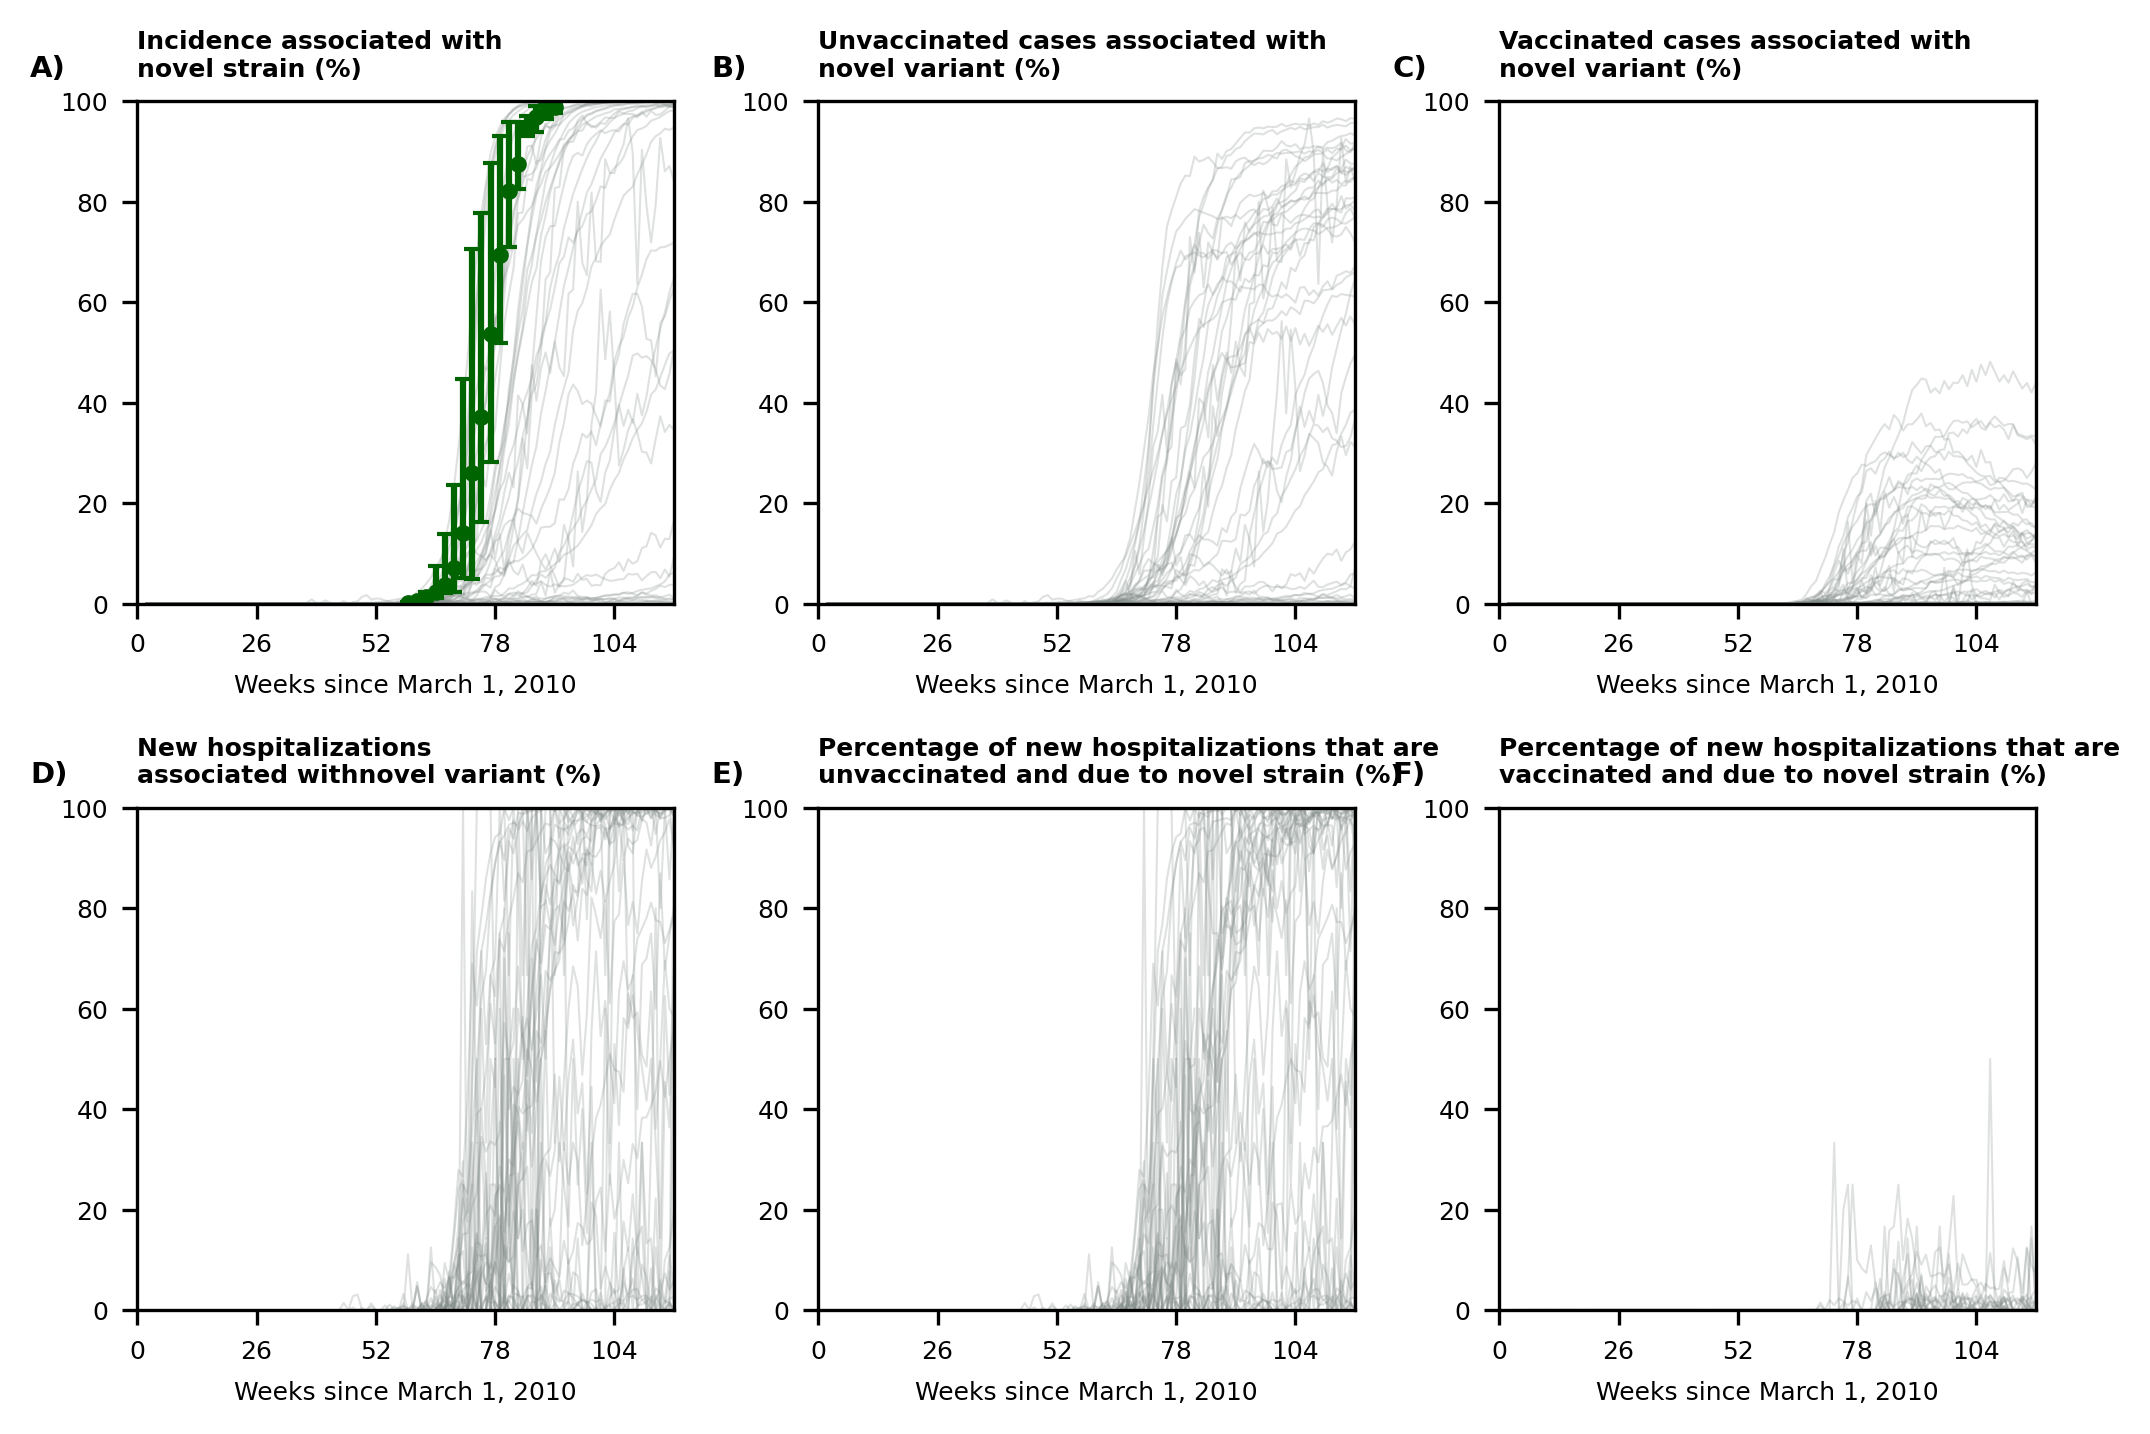 A)
Incidence associated with
novel strain (%)
100
80
60
40
20
0
0 26 52 78 104
Weeks since March 1, 2010
B)
Unvaccinated cases associated with
novel variant (%)
100
80
60
40
20
0
0 26 52 78 104
Weeks since March 1, 2010
C)
Vaccinated cases associated with
novel variant (%)
100
80
60
40
20
0
0 26 52 78 104
Weeks since March 1, 2010
D)
New hospitalizations
associated withnovel variant (%)
100
80
60
40
20
0
0 26 52 78 104
Weeks since March 1, 2010
E)
Percentage of new hospitalizations that are
unvaccinated and due to novel strain (%)
100
80
60
40
20
0
0 26 52 78 104
Weeks since March 1, 2010
F)
Percentage of new hospitalizations that are
vaccinated and due to novel strain (%)
100
80
60
40
20
0
0 26 52 78 104
Weeks since March 1, 2010